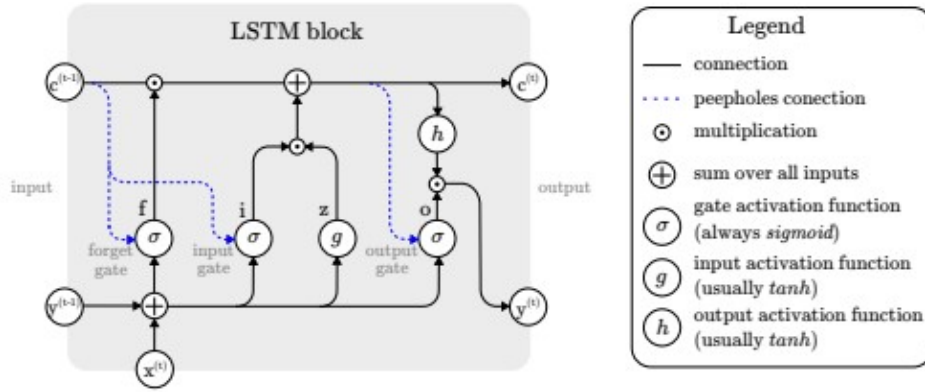 LSTM block
c(t-1)
c(t)
h
input
output
f
i
z
o
σ
σ
g
σ
forget
gate
input
gate
output
gate
y(t-1)
y(t)
x(t)
Legend
connection
peepholes conection
multiplication
sum over all inputs
σ
gate activation function
(always sigmoid)
g
input activation function
(usually tanh)
h
output activation function
(usually tanh)